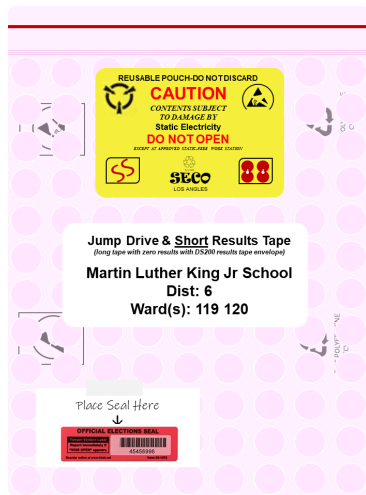 REUSABLE POUCH-DO NOT DISCARD
CAUTION
CONTENTS SUBJECT
TO DAMAGE BY
Static Electricity
DO NOT OPEN
EXCEPT AT APPROVED STATIC-FREE WORK STATION
SECO
LOS ANGLES
Jump Drive & Short Results Tape
(long tape with zero results with DS200 results tape envelope)
Martin Luther King Jr School
Dist: 6
Ward(s): 119 120
Place Seal Here
OFFICIAL ELECTIONS SEAL
45456996